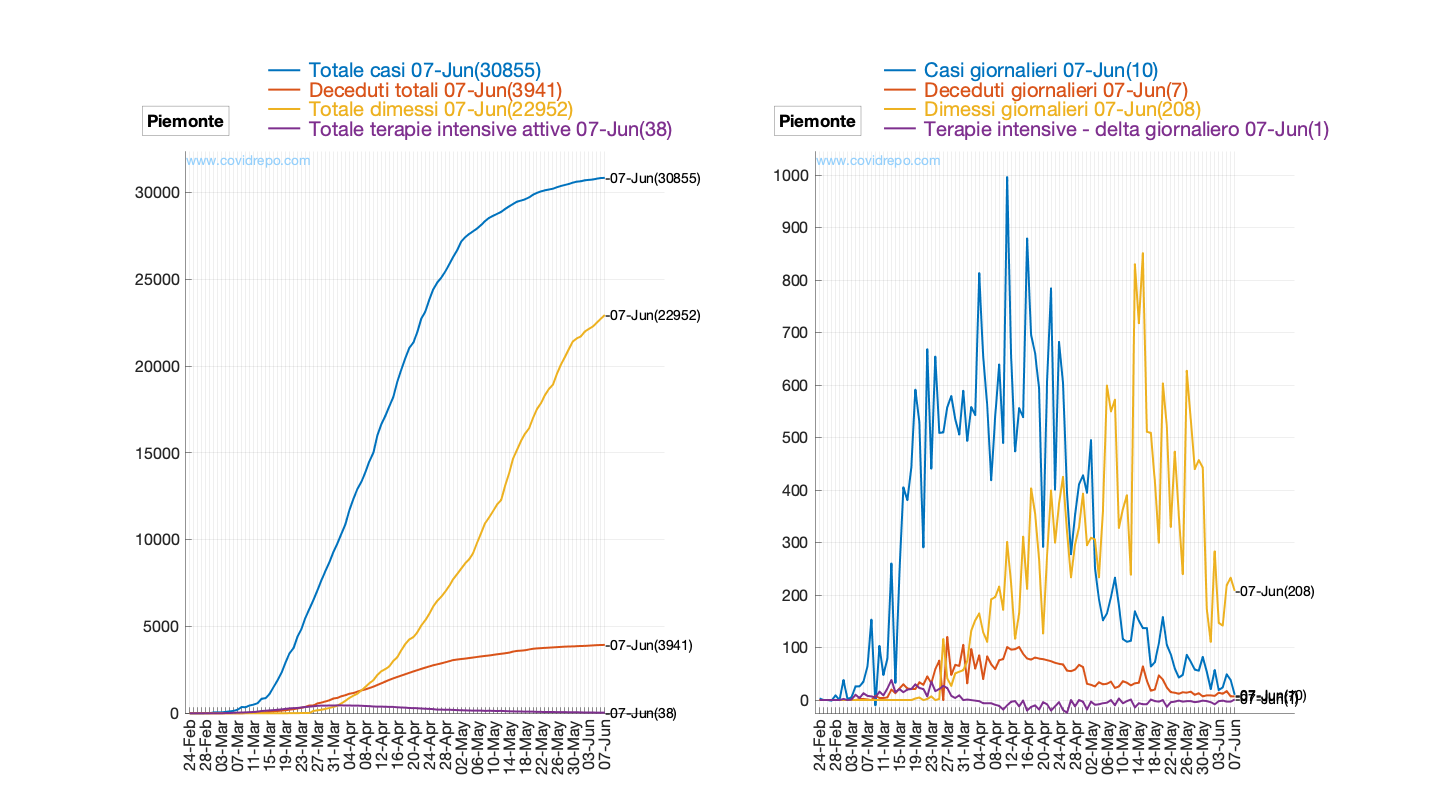 Totale casi 07-Jun(30855)
Deceduti totali 07-Jun(3941)
Totale dimessi 07-Jun(22952)
Totale terapie intensive attive 07-Jun(38)
Piemonte
www.covidrepo.com
30000
25000
20000
15000
10000
5000
0
-07-Jun(30855)
-07-Jun(22952)
-07-Jun(3941)
-07-Jun(38)
24-Feb
28-Feb
03-Mar
07-Mar
11-Mar
15-Mar
19-Mar
23-Mar
27-Mar
31-Mar
04-Apr
08-Apr
12-Apr
16-Apr
20-Apr
24-Apr
28-Apr
02-May
06-May
10-May
14-May
18-May
22-May
26-May
30-May
03-Jun
07-Jun
Casi giornalieri 07-Jun(10)
Deceduti giornalieri 07-Jun(7)
Dimessi giornalieri 07-Jun(208)
Terapie intensive - delta giornaliero 07-Jun(1)
Piemonte
www.covidrepo.com
1000
900
800
700
600
500
400
300
200
100
0
-07-Jun(208)
-07-Jun(10)
-07-Jun(1)
24-Feb
28-Feb
03-Mar
07-Mar
11-Mar
15-Mar
19-Mar
23-Mar
27-Mar
31-Mar
04-Apr
08-Apr
12-Apr
16-Apr
20-Apr
24-Apr
28-Apr
02-May
06-May
10-May
14-May
18-May
22-May
26-May
30-May
03-Jun
07-Jun